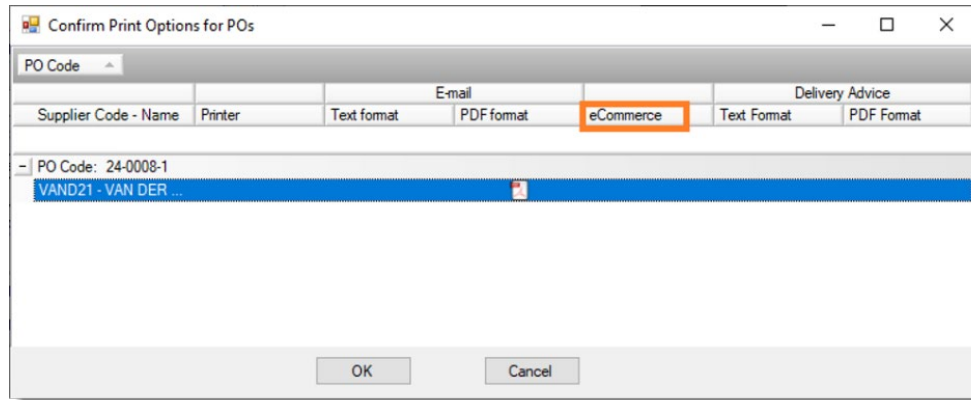 Confirm Print Options for POs
PO Code
E-mail Delivery Advice
Supplier Code - Name Printer Text format PDF format eCommerce Text Format PDF Format
PO Code: 24-0008-1
VAND21 - VAN DER ...
OK Cancel